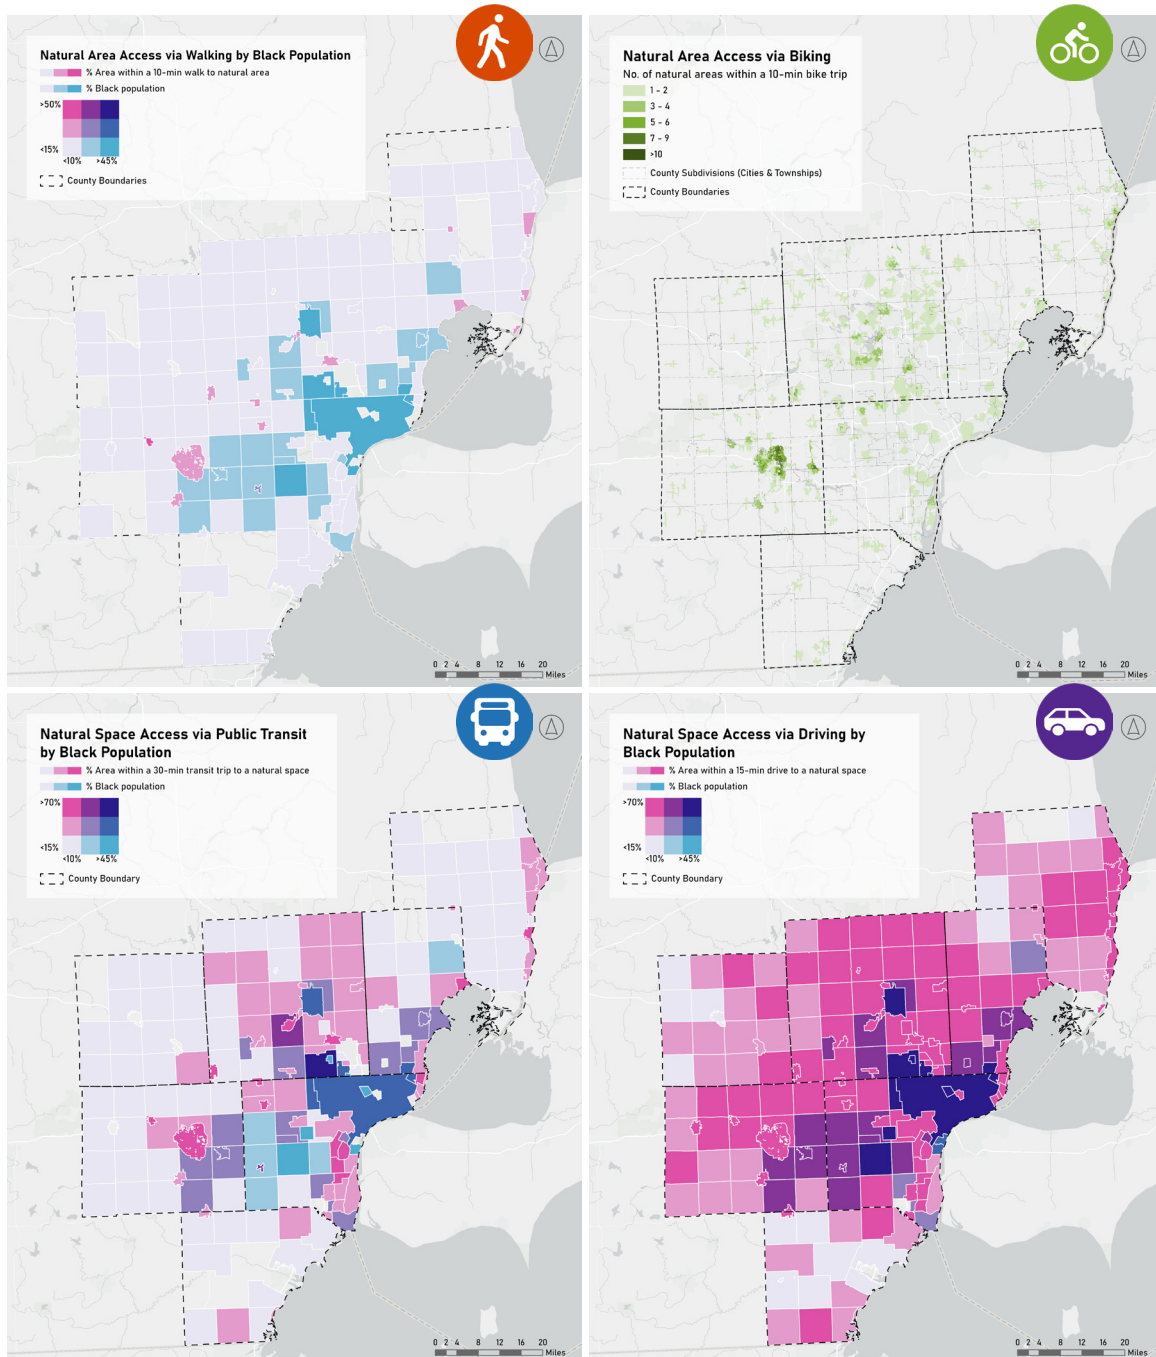 Natural Area Access via Walking by Black Population
% Area within a 10-min walk to natural area
% Black population
>50%
<15%
<10% >45%
County Boundaries
0 2 4 8 12 16 20
Miles
Natural Area Access via Biking
No. of natural areas within a 10-min bike trip
1 - 2
3 - 4
5 - 6
7 - 9
>10
County Subdivisions (Cities & Townships)
County Boundaries
0 2 4 8 12 16 20
Miles
Natural Space Access via Public Transit
by Black Population
% Area within a 30-min transit trip to a natural space
% Black population
>70%
<15%
<10% >45%
County Boundary
0 2 4 8 12 16 20
Miles
Natural Space Access via Driving by
Black Population
% Area within a 15-min drive to a natural space
% Black population
>70%
<15%
<10% >45%
County Boundary
0 2 4 8 12 16 20
Miles